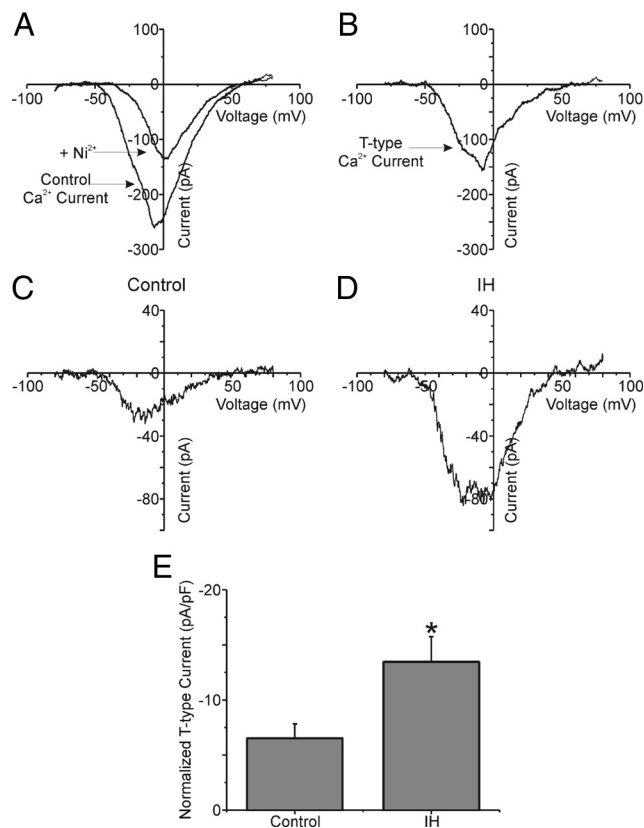 A
B
100
0
-100
-50
50
100
Voltage (mV)
-100
-200
-300
Current (pA)
+ Ni²⁺
Control
Ca²⁺ Current
100
0
-100
-50
50
100
Voltage (mV)
-100
-200
-300
Current (pA)
T-type
Ca²⁺ Current
C
Control
D
IH
40
0
-100
-50
50
100
Voltage (mV)
-40
-80
Current (pA)
40
0
-100
-50
50
100
Voltage (mV)
-40
-80
Current (pA)
E
Normalized T-type Current (pA/pF)
-20
-10
0
*
Control
IH